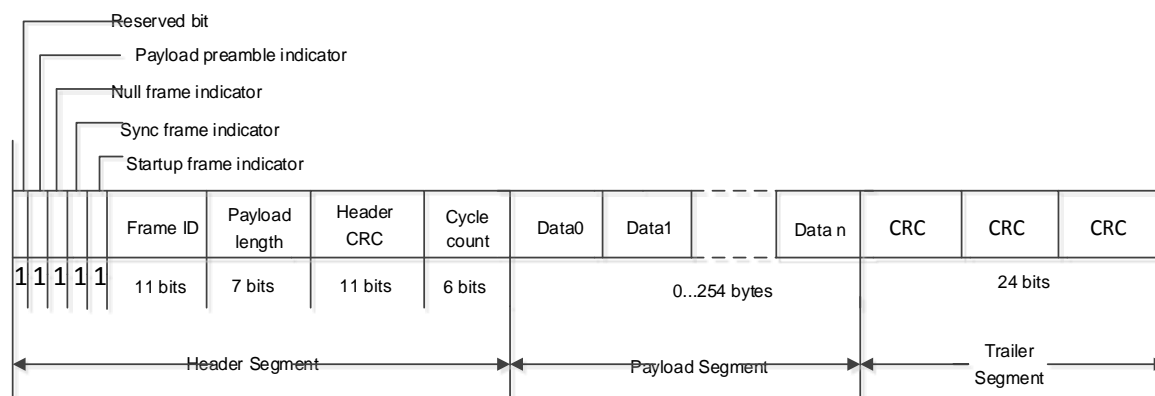 Reserved bit
Payload preamble indicator
Null frame indicator
Sync frame indicator
Startup frame indicator
Frame ID
Payload
length
Header
CRC
Cycle
count
Data0
Data1
Data n
CRC
CRC
CRC
1 1 1 1 1
11 bits
7 bits
11 bits
6 bits
0...254 bytes
24 bits
Header Segment
Payload Segment
Trailer
Segment